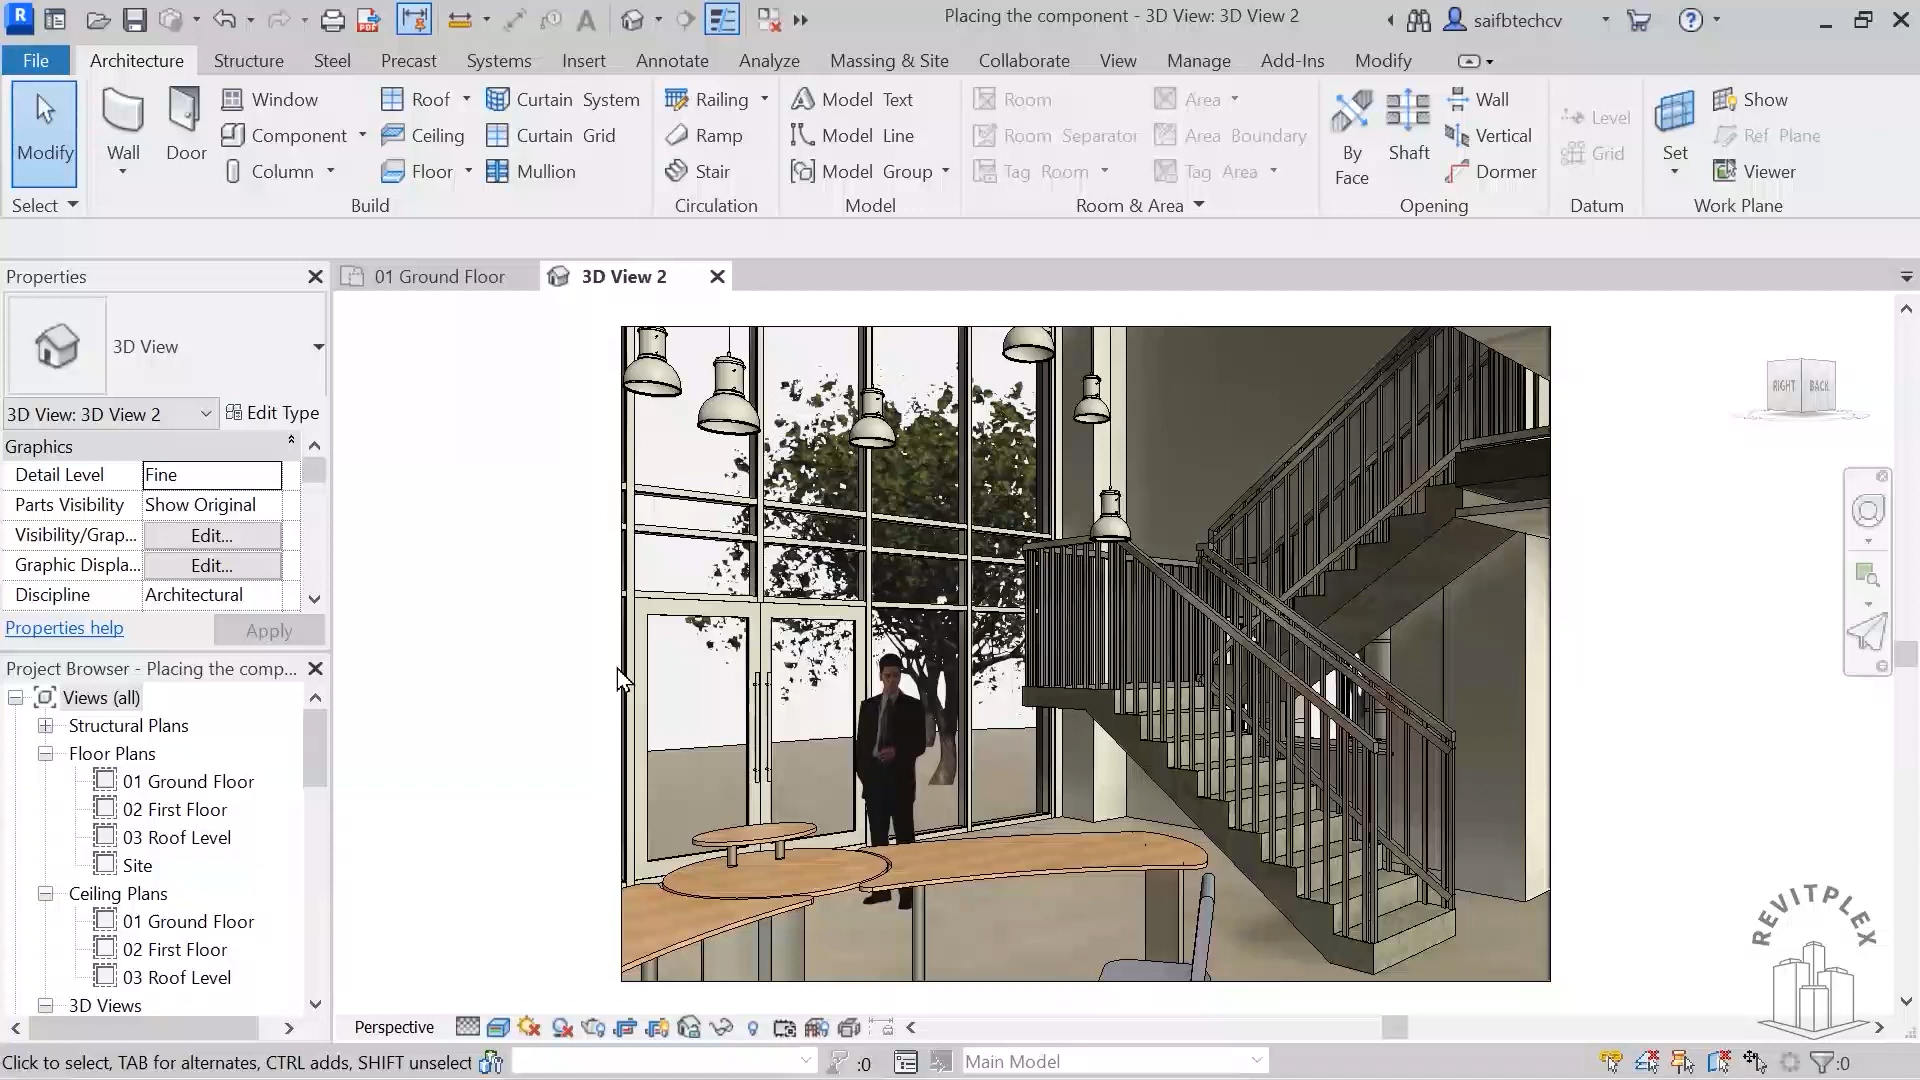 Placing the component - 3D View: 3D View 2
saifbtechcv
File
Architecture
Structure
Steel
Precast
Systems
Insert
Annotate
Analyze
Massing & Site
Collaborate
View
Manage
Add-Ins
Modify
Modify
Wall
Door
Window
Component
Column
Roof
Ceiling
Floor
Curtain System
Curtain Grid
Mullion
Railing
Ramp
Stair
Model Text
Model Line
Model Group
Room
Room Separator
Tag Room
Area
Area Boundary
Tag Area
By
Face
Shaft
Wall
Vertical
Dormer
Level
Grid
Set
Show
Ref Plane
Viewer
Select
Build
Circulation
Model
Room & Area
Opening
Datum
Work Plane
Properties
01 Ground Floor
3D View 2
3D View
3D View: 3D View 2
Edit Type
Graphics
Detail Level Fine
Parts Visibility Show Original
Visibility/Grap... Edit...
Graphic Displa... Edit...
Discipline Architectural
Properties help
Apply
Project Browser - Placing the comp...
Views (all)
Structural Plans
Floor Plans
01 Ground Floor
02 First Floor
03 Roof Level
Site
Ceiling Plans
01 Ground Floor
02 First Floor
03 Roof Level
3D Views
RIGHT BACK
REVITPLEX
Perspective
Click to select, TAB for alternates, CTRL adds, SHIFT unselect
:0
Main Model
:0